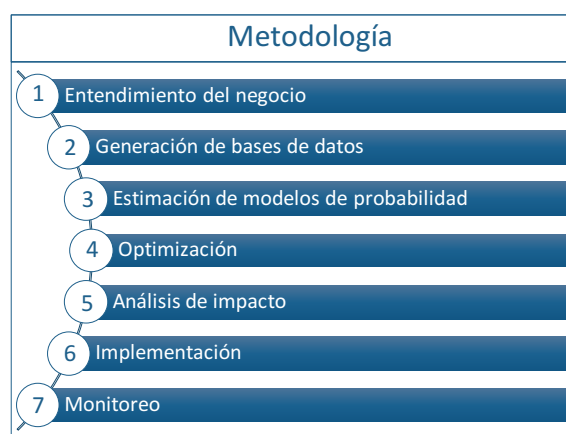 Metodología
1 Entendimiento del negocio
2 Generación de bases de datos
3 Estimación de modelos de probabilidad
4 Optimización
5 Análisis de impacto
6 Implementación
7 Monitoreo